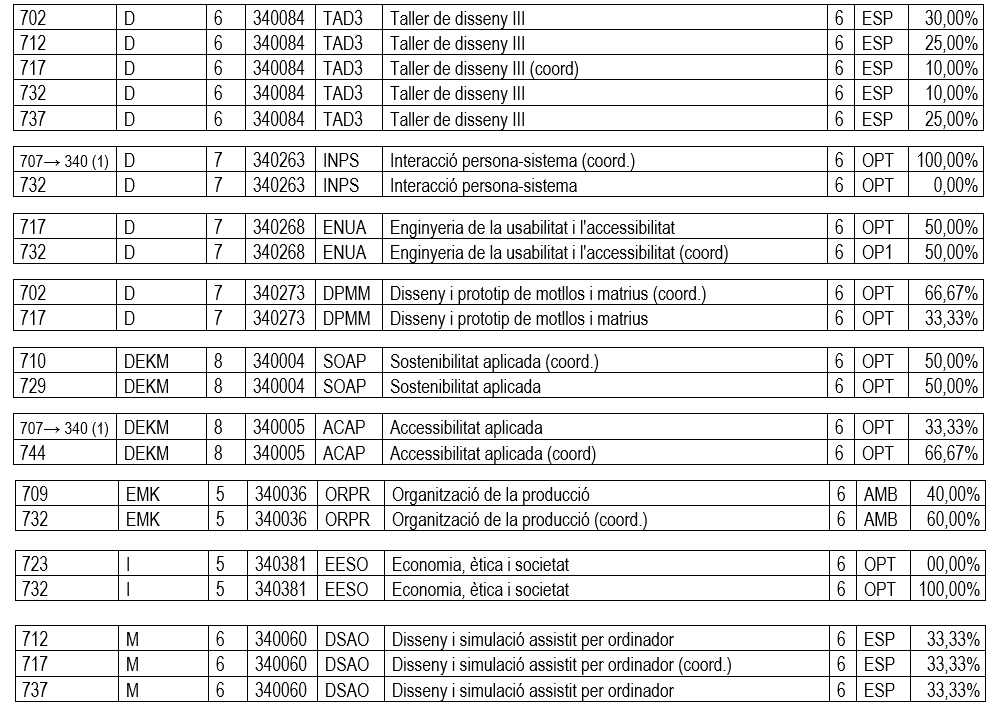 702 D 6 340084 TAD3 Taller de disseny III 6 ESP 30,00%
712 D 6 340084 TAD3 Taller de disseny III 6 ESP 25,00%
717 D 6 340084 TAD3 Taller de disseny III (coord) 6 ESP 10,00%
732 D 6 340084 TAD3 Taller de disseny III 6 ESP 10,00%
737 D 6 340084 TAD3 Taller de disseny III 6 ESP 25,00%
707→ 340 (1) D 7 340263 INPS Interacció persona-sistema (coord.) 6 OPT 100,00%
732 D 7 340263 INPS Interacció persona-sistema 6 OPT 0,00%
717 D 7 340268 ENUA Enginyeria de la usabilitat i l'accessibilitat 6 OPT 50,00%
732 D 7 340268 ENUA Enginyeria de la usabilitat i l'accessibilitat (coord) 6 OP1 50,00%
702 D 7 340273 DPMM Disseny i prototip de motllos i matrius (coord.) 6 OPT 66,67%
717 D 7 340273 DPMM Disseny i prototip de motllos i matrius 6 OPT 33,33%
710 DEKM 8 340004 SOAP Sostenibilitat aplicada (coord.) 6 OPT 50,00%
729 DEKM 8 340004 SOAP Sostenibilitat aplicada 6 OPT 50,00%
707→ 340 (1) DEKM 8 340005 ACAP Accessibilitat aplicada 6 OPT 33,33%
744 DEKM 8 340005 ACAP Accessibilitat aplicada (coord) 6 OPT 66,67%
709 EMK 5 340036 ORPR Organització de la producció 6 AMB 40,00%
732 EMK 5 340036 ORPR Organització de la producció (coord.) 6 AMB 60,00%
723 I 5 340381 EESO Economia, ètica i societat 6 OPT 00,00%
732 I 5 340381 EESO Economia, ètica i societat 6 OPT 100,00%
712 M 6 340060 DSAO Disseny i simulació assistit per ordinador 6 ESP 33,33%
717 M 6 340060 DSAO Disseny i simulació assistit per ordinador (coord.) 6 ESP 33,33%
737 M 6 340060 DSAO Disseny i simulació assistit per ordinador 6 ESP 33,33%